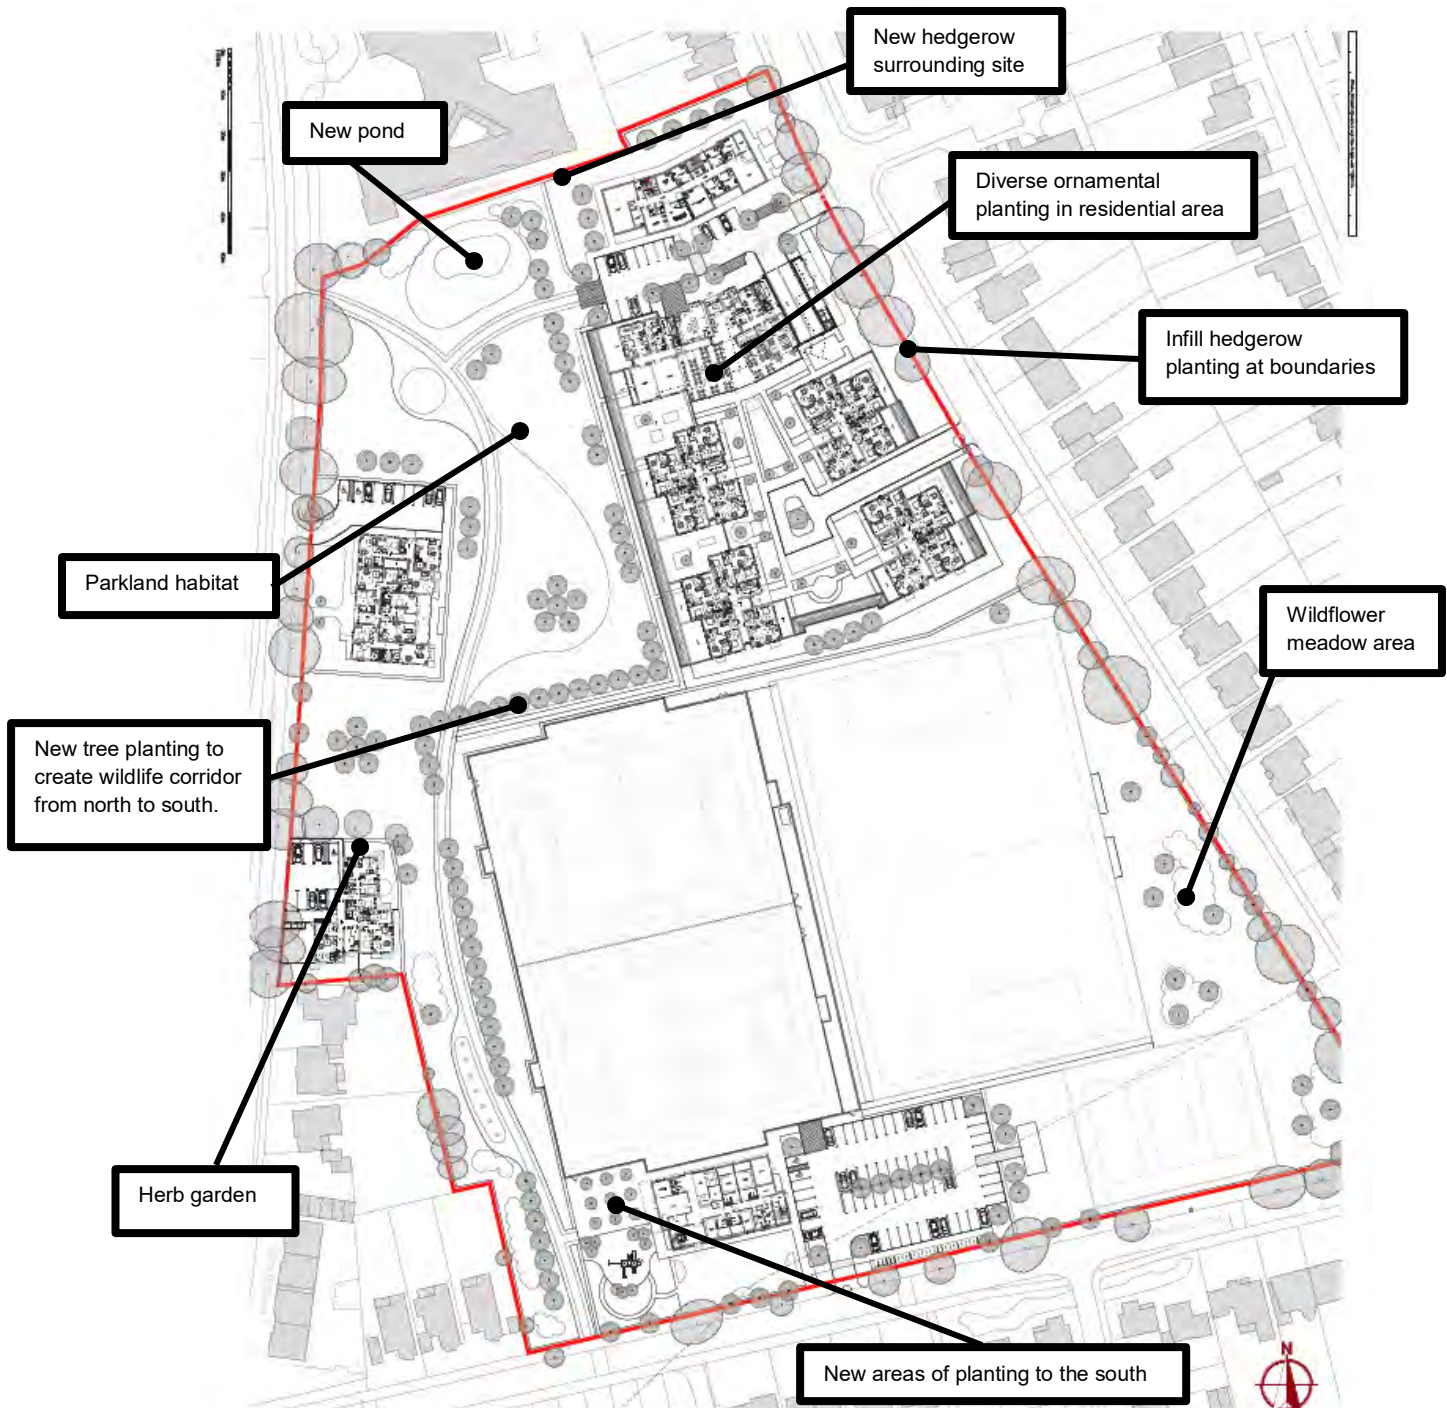 New hedgerow
surrounding site
New pond
Diverse ornamental
planting in residential area
Infill hedgerow
planting at boundaries
Parkland habitat
Wildflower
meadow area
New tree planting to
create wildlife corridor
from north to south.
Herb garden
New areas of planting to the south
N